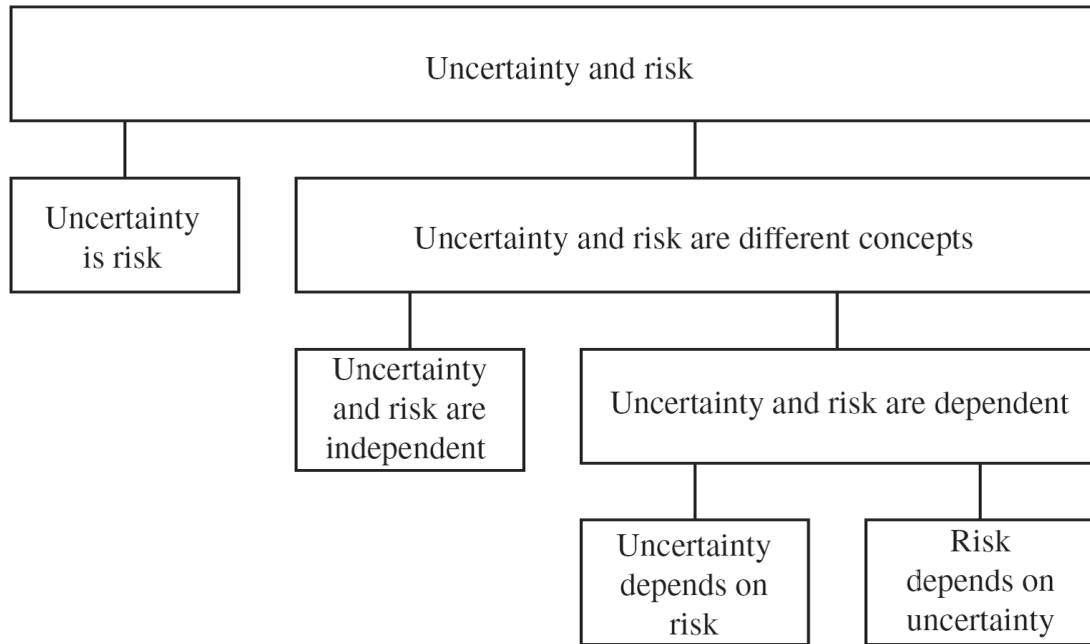 Uncertainty and risk
Uncertainty
is risk
Uncertainty and risk are different concepts
Uncertainty
and risk are
independent
Uncertainty and risk are dependent
Uncertainty
depends on
risk
Risk
depends on
uncertainty